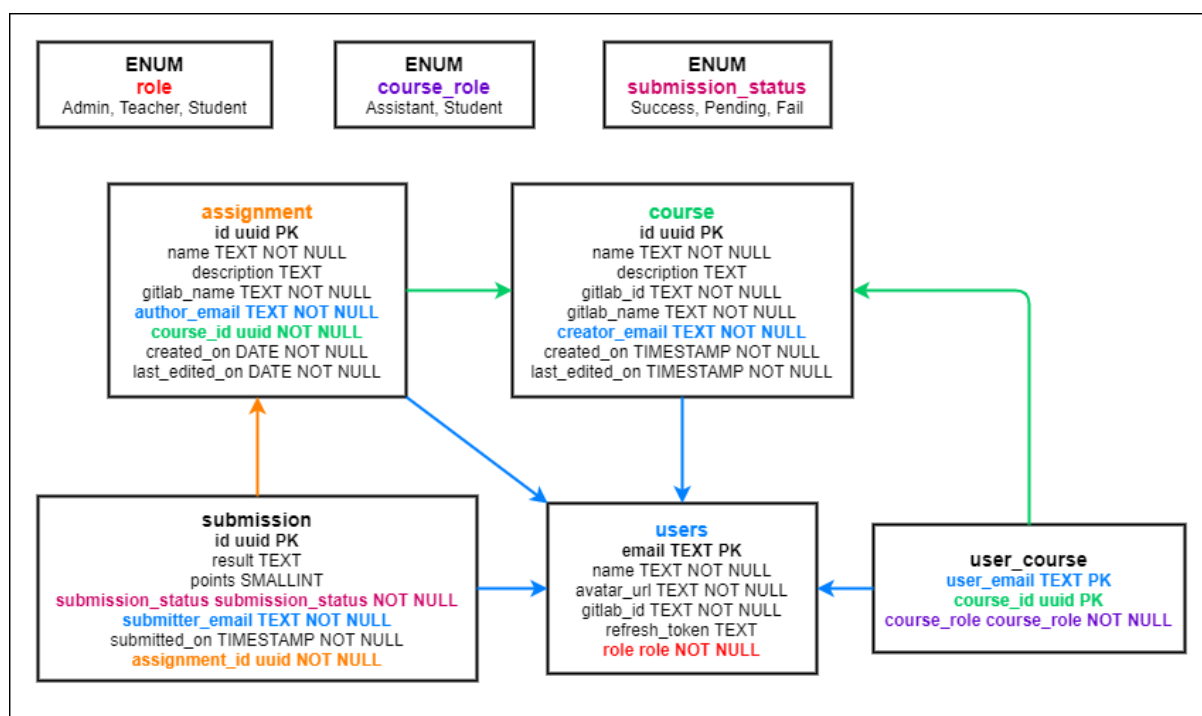 ENUM
role
Admin, Teacher, Student
ENUM
course_role
Assistant, Student
ENUM
submission_status
Success, Pending, Fail
assignment
id uuid PK
name TEXT NOT NULL
description TEXT
gitlab_name TEXT NOT NULL
author_email TEXT NOT NULL
course_id uuid NOT NULL
created_on DATE NOT NULL
last_edited_on DATE NOT NULL
course
id uuid PK
name TEXT NOT NULL
description TEXT
gitlab_id TEXT NOT NULL
gitlab_name TEXT NOT NULL
creator_email TEXT NOT NULL
created_on TIMESTAMP NOT NULL
last_edited_on TIMESTAMP NOT NULL
submission
id uuid PK
result TEXT
points SMALLINT
submission_status submission_status NOT NULL
submitter_email TEXT NOT NULL
submitted_on TIMESTAMP NOT NULL
assignment_id uuid NOT NULL
users
email TEXT PK
name TEXT NOT NULL
avatar_url TEXT NOT NULL
gitlab_id TEXT NOT NULL
refresh_token TEXT
role role NOT NULL
user_course
user_email TEXT PK
course_id uuid PK
course_role course_role NOT NULL